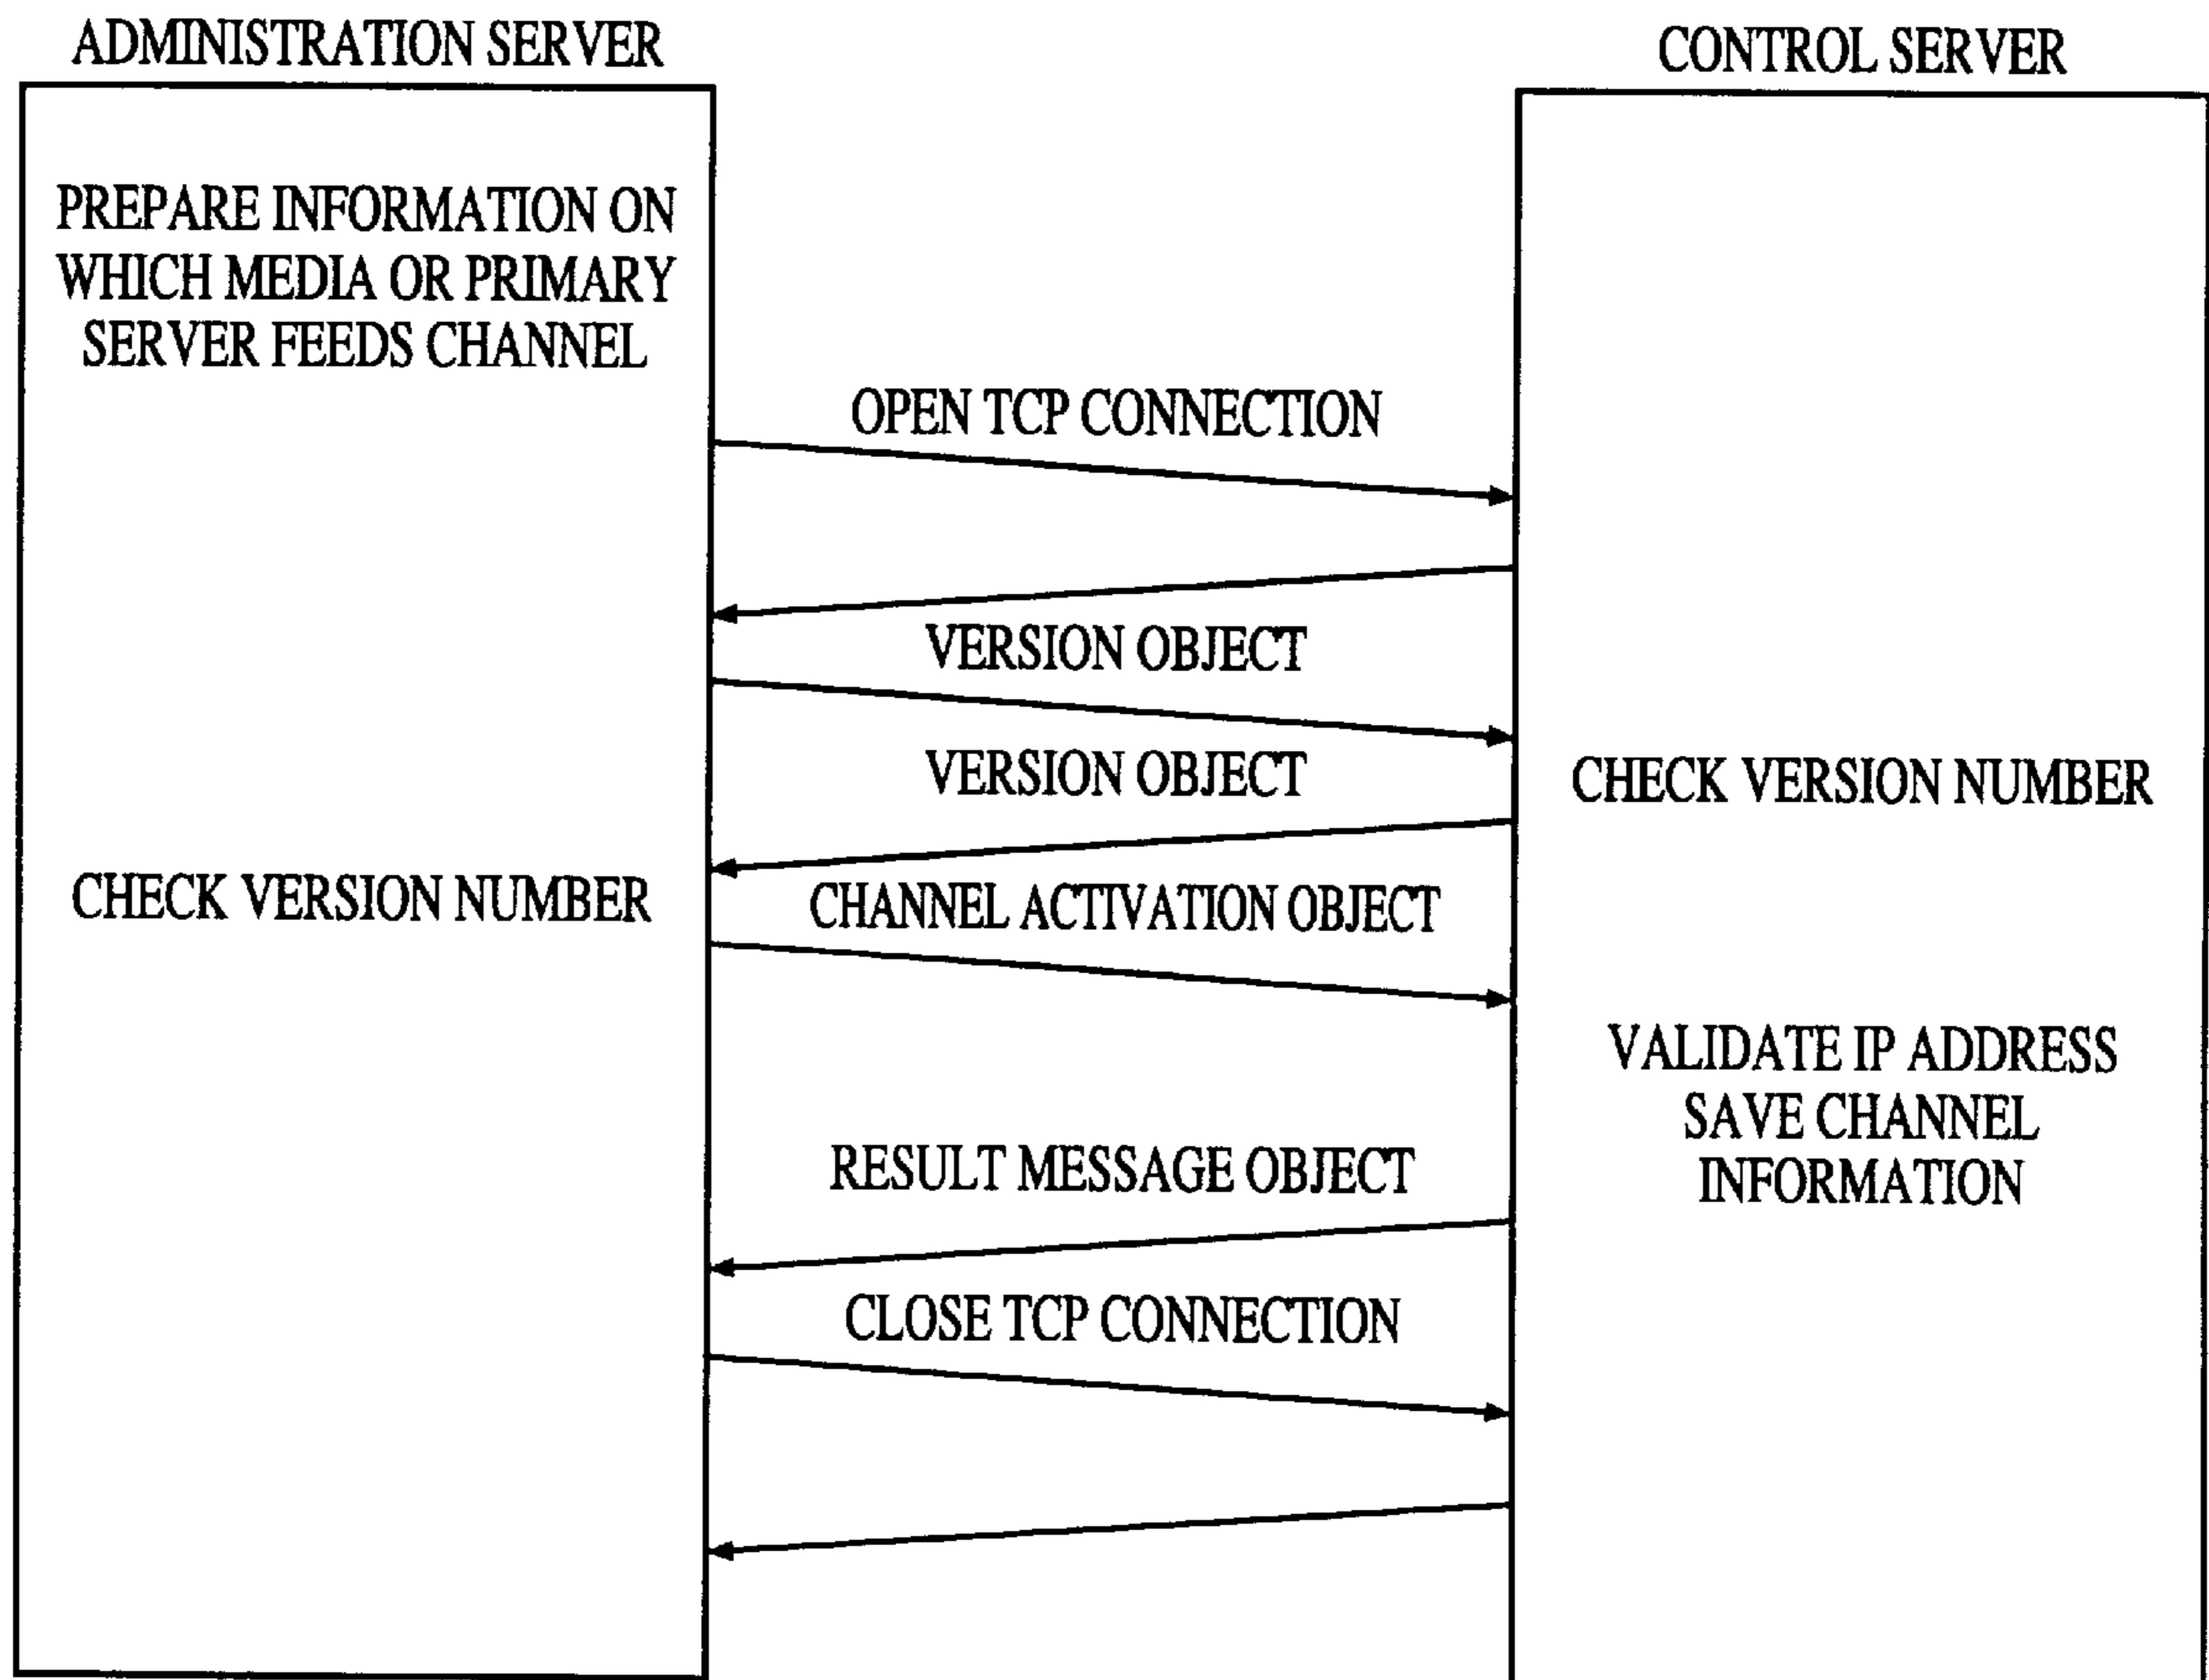 ADMINISTRATION SERVER
CONTROL SERVER
PREPARE INFORMATION ON
WHICH MEDIA OR PRIMARY
SERVER FEEDS CHANNEL
OPEN TCP CONNECTION
VERSION OBJECT
VERSION OBJECT
CHECK VERSION NUMBER
CHECK VERSION NUMBER
CHANNEL ACTIVATION OBJECT
VALIDATE IP ADDRESS
SAVE CHANNEL
INFORMATION
RESULT MESSAGE OBJECT
CLOSE TCP CONNECTION